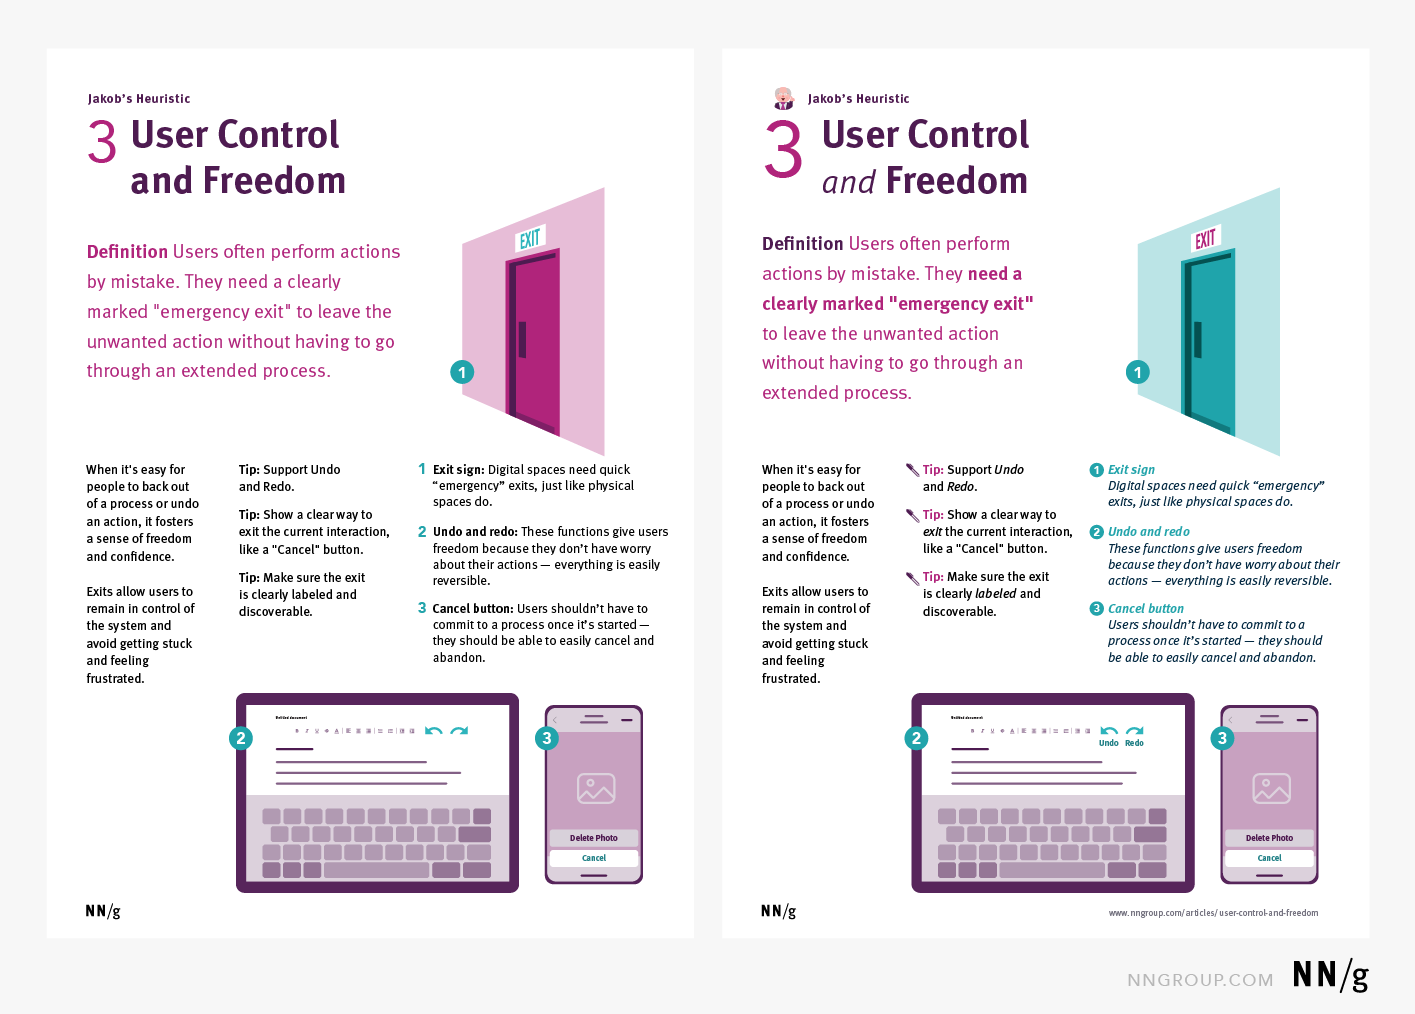 Jakob's Heuristic
3 User Control
and Freedom
Definition Users often perform actions
by mistake. They need a clearly
marked "emergency exit" to leave the
unwanted action without having to go
through an extended process.
EXIT
1
When it's easy for
people to back out
of a process or undo
an action, it fosters
a sense of freedom
and confidence.
Exits allow users to
remain in control of
the system and
avoid getting stuck
and feeling
frustrated.
Tip: Support Undo
and Redo.
Tip: Show a clear way to
exit the current interaction,
like a "Cancel" button.
Tip: Make sure the exit
is clearly labeled and
discoverable.
1 Exit sign: Digital spaces need quick
“emergency” exits, just like physical
spaces do.
2 Undo and redo: These functions give users
freedom because they don’t have worry
about their actions — everything is easily
reversible.
3 Cancel button: Users shouldn’t have to
commit to a process once it’s started —
they should be able to easily cancel and
abandon.
2
Untitled document
B I U S A
3
Delete Photo
Cancel
NN/g
Jakob's Heuristic
3 User Control
and Freedom
Definition Users often perform
actions by mistake. They need a
clearly marked "emergency exit"
to leave the unwanted action
without having to go through an
extended process.
EXIT
1
When it's easy for
people to back out
of a process or undo
an action, it fosters
a sense of freedom
and confidence.
Exits allow users to
remain in control of
the system and
avoid getting stuck
and feeling
frustrated.
Tip: Support Undo
and Redo.
Tip: Show a clear way to
exit the current interaction,
like a "Cancel" button.
Tip: Make sure the exit
is clearly labeled and
discoverable.
1 Exit sign
Digital spaces need quick “emergency”
exits, just like physical spaces do.
2 Undo and redo
These functions give users freedom
because they don’t have worry about their
actions — everything is easily reversible.
3 Cancel button
Users shouldn’t have to commit to a
process once it’s started — they should
be able to easily cancel and abandon.
2
Untitled document
B I U S A
Undo Redo
3
Delete Photo
Cancel
NN/g
www.nngroup.com/articles/user-control-and-freedom
NNGROUP.COM NN/g